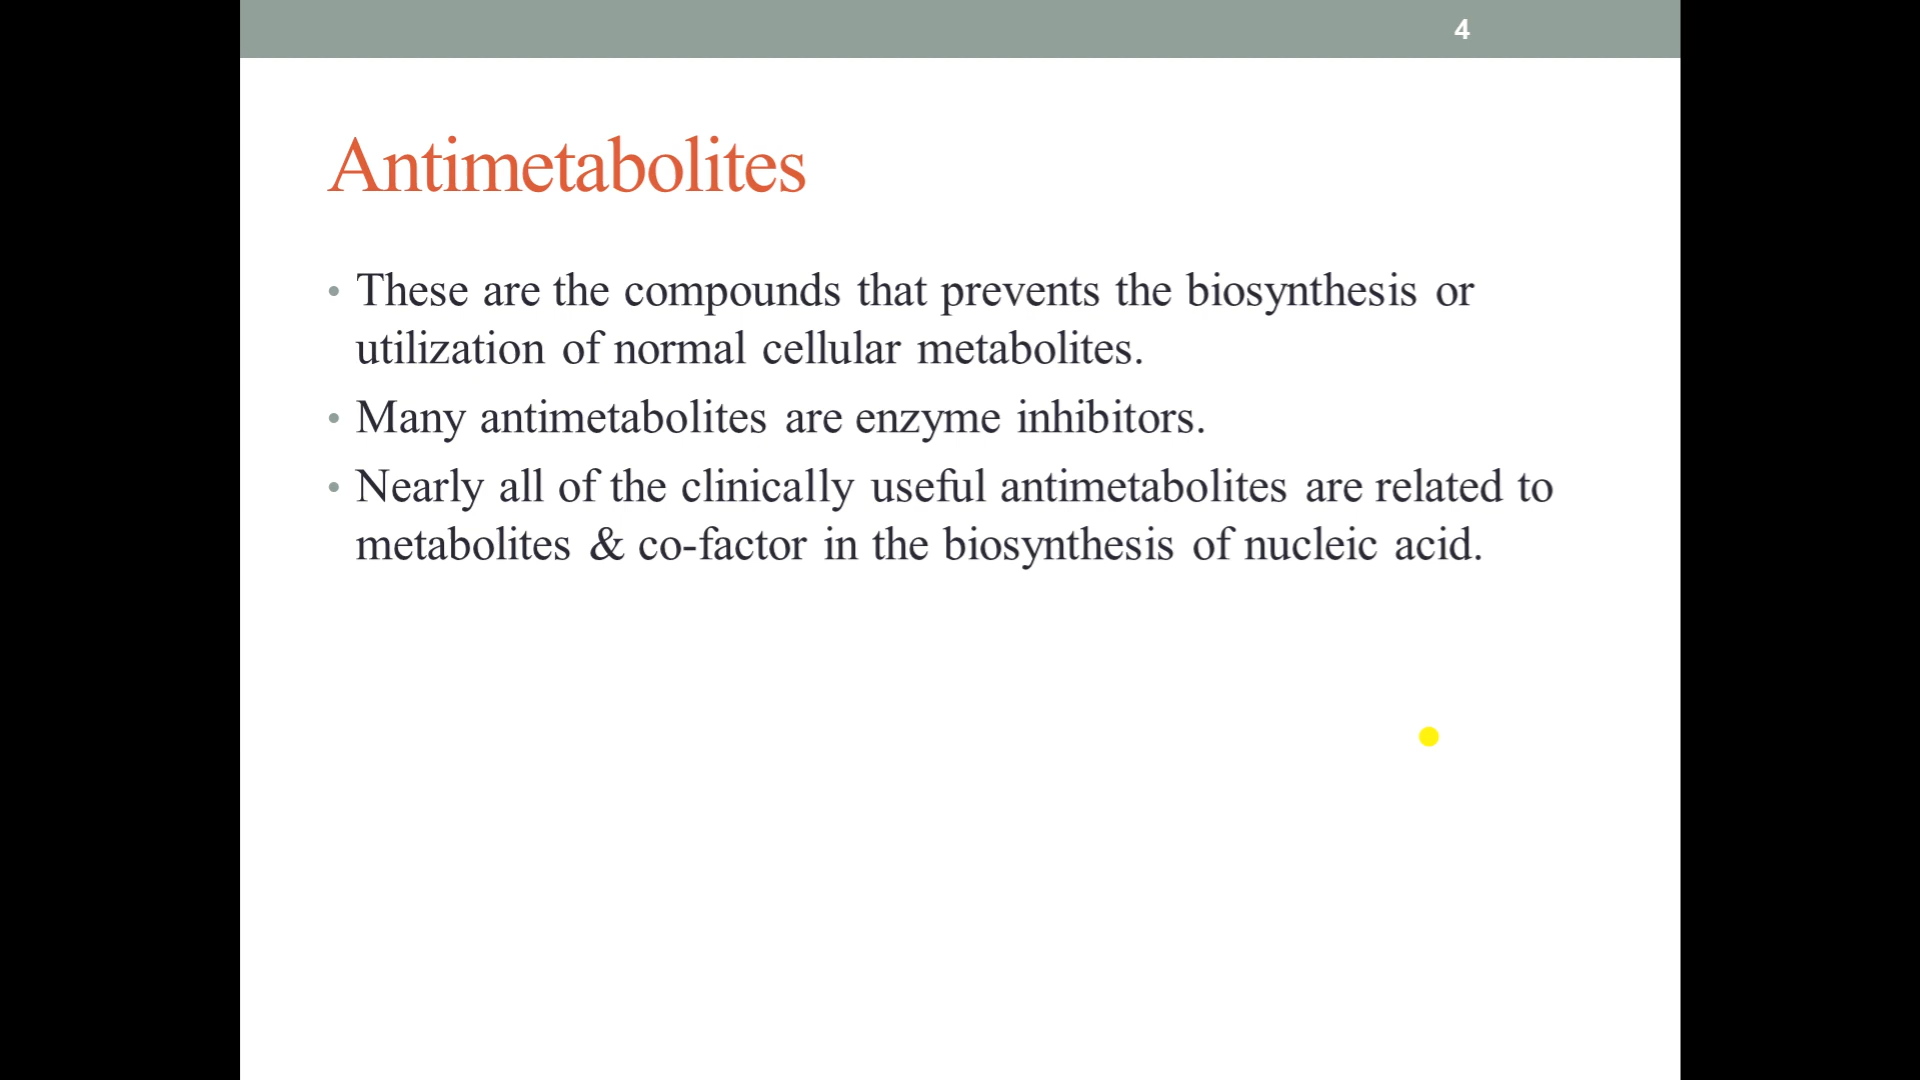 4
Antimetabolites
• These are the compounds that prevents the biosynthesis or
utilization of normal cellular metabolites.
• Many antimetabolites are enzyme inhibitors.
• Nearly all of the clinically useful antimetabolites are related to
metabolites & co-factor in the biosynthesis of nucleic acid.